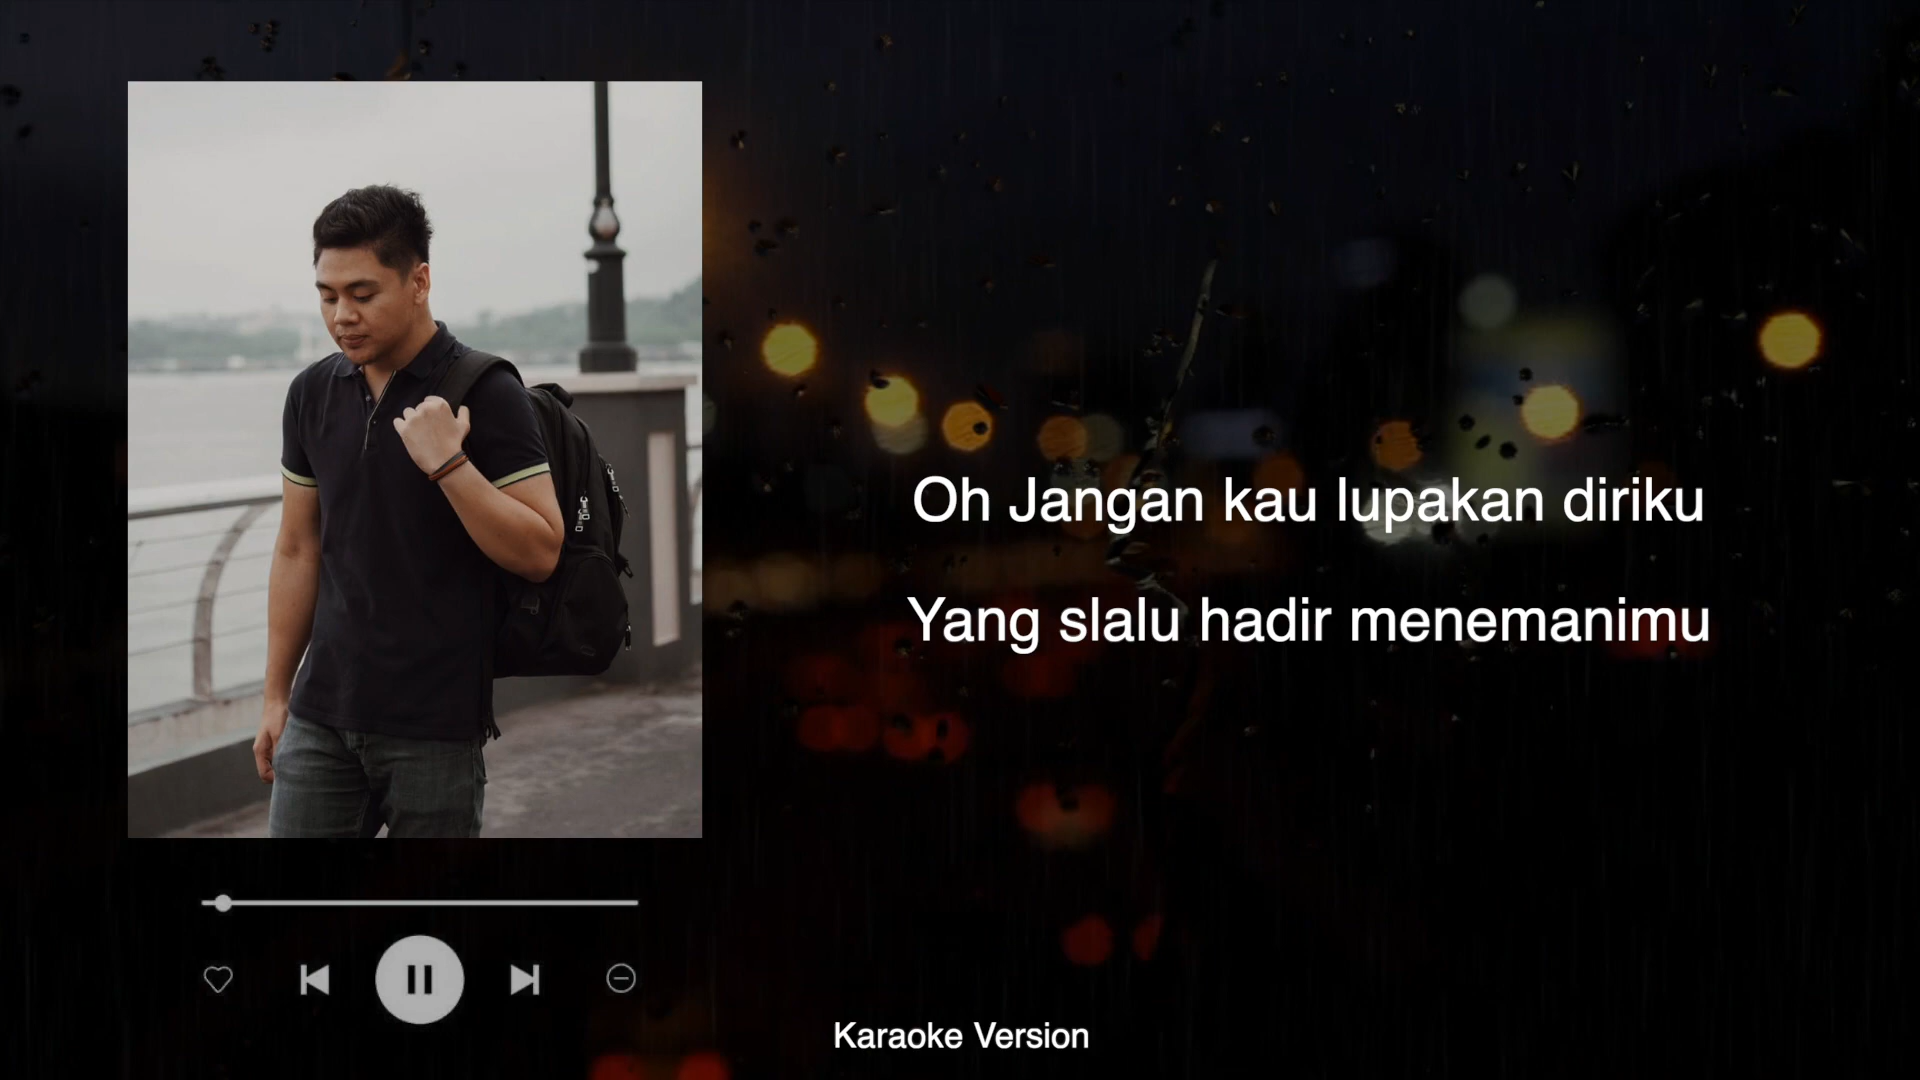 Oh Jangan kau lupakan diriku
Yang slalu hadir menemanimu
Karaoke Version